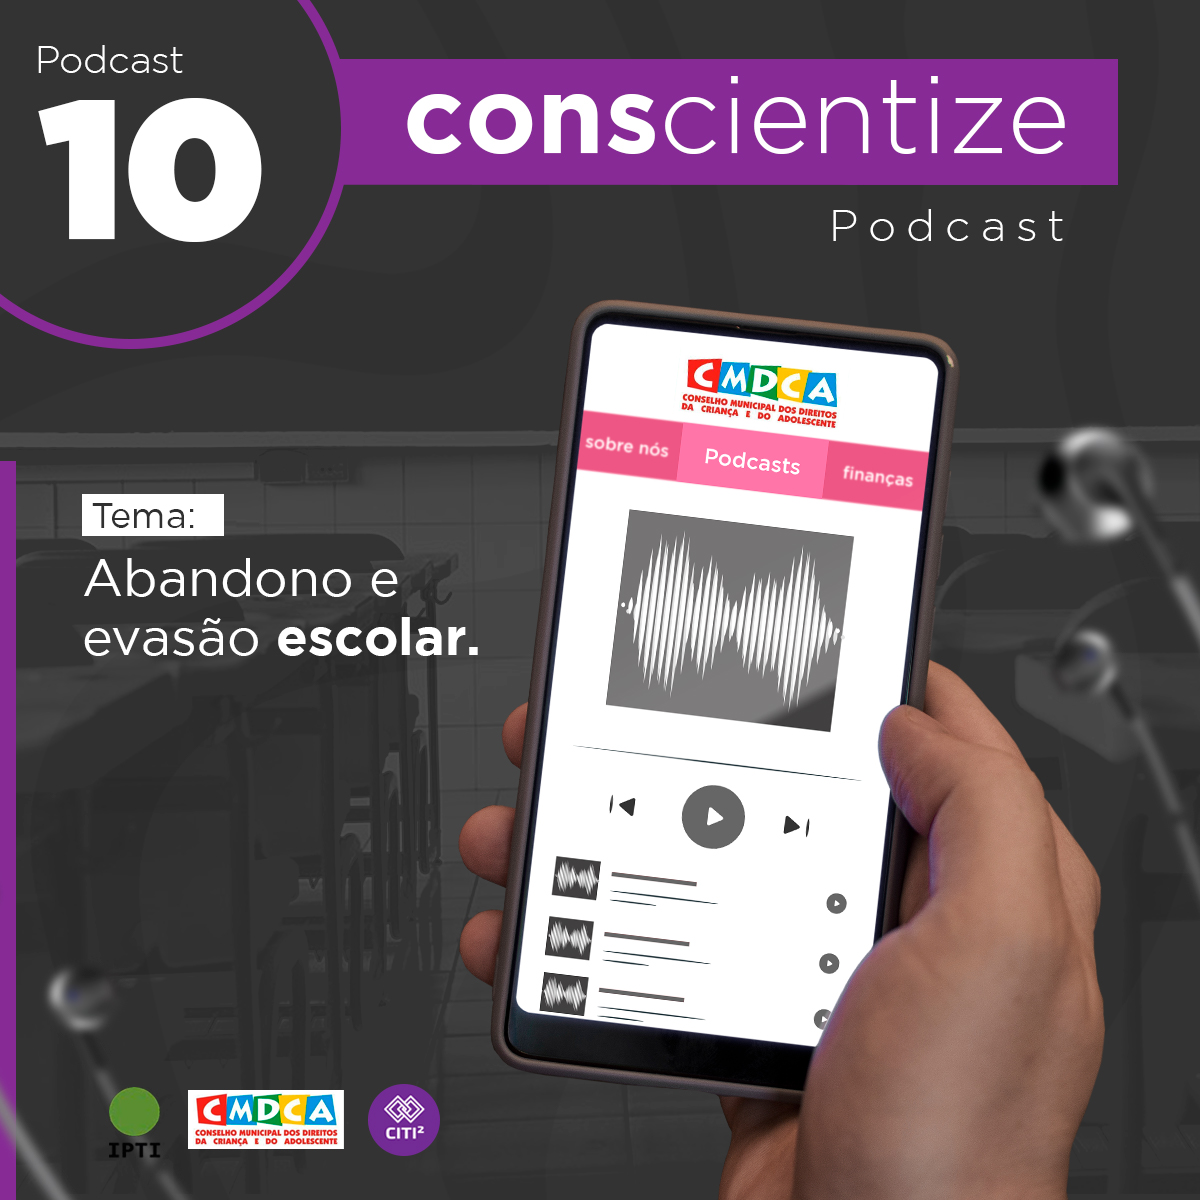 Podcast
10
conscientize
Podcast
CMDCA
CONSELHO MUNICIPAL DOS DIREITOS
DA CRIANÇA E DO ADOLESCENTE
sobre nós
Podcasts
finanças
Tema:
Abandono e
evasão escolar.
IPTI
CMDCA
CONSELHO MUNICIPAL DOS DIREITOS
DA CRIANÇA E DO ADOLESCENTE
CITI²